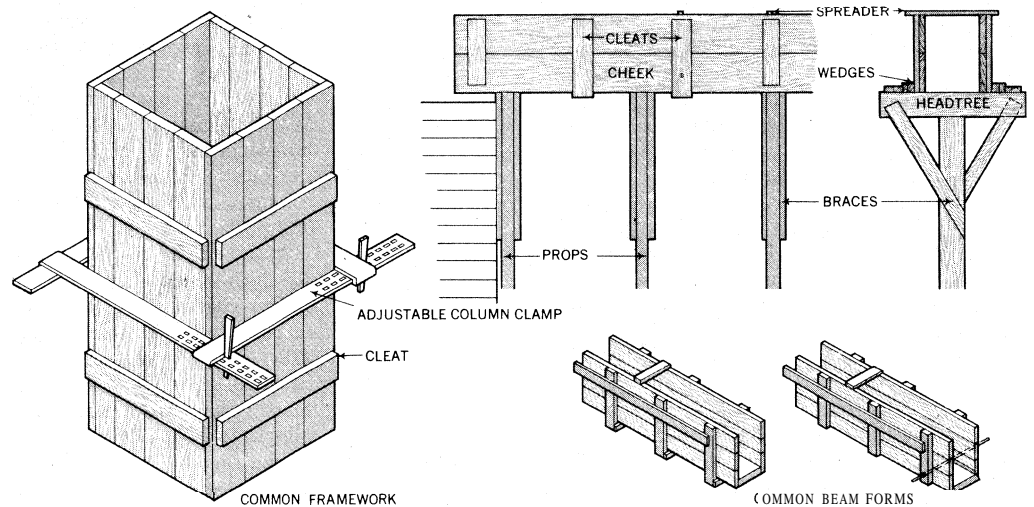 SPREADER
CLEATS
CHEEK
WEDGES
HEADTREE
BRACES
PROPS
ADJUSTABLE COLUMN CLAMP
CLEAT
COMMON FRAMEWORK
OMMON BEAM FORMS